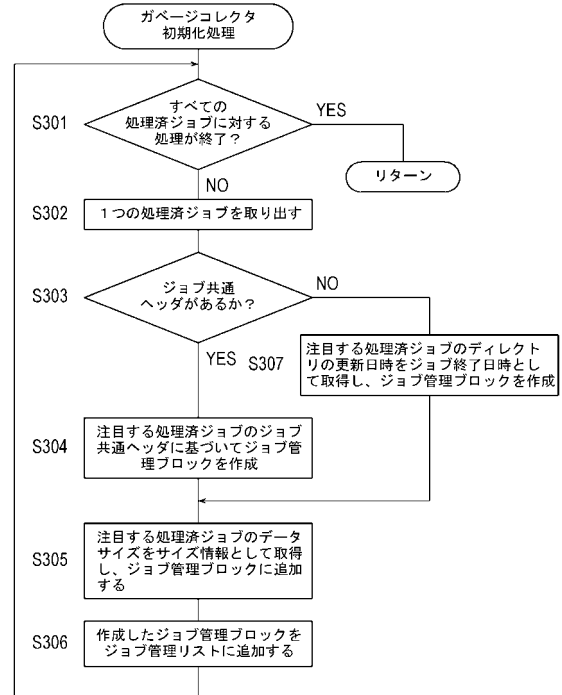 ガベージコレクタ
初期化処理
S301
すべての
処理済ジョブに対する
処理が終了？
YES
リターン
NO
S302
１つの処理済ジョブを取り出す
S303
ジョブ共通
ヘッダがあるか？
NO
YES
S307
注目する処理済ジョブのディレクト
リの更新日時をジョブ終了日時とし
て取得し、ジョブ管理ブロックを作成
S304
注目する処理済ジョブのジョブ
共通ヘッダに基づいてジョブ管
理ブロックを作成
S305
注目する処理済ジョブのデータ
サイズをサイズ情報として取得
し、ジョブ管理ブロックに追加
する
S306
作成したジョブ管理ブロックを
ジョブ管理リストに追加する